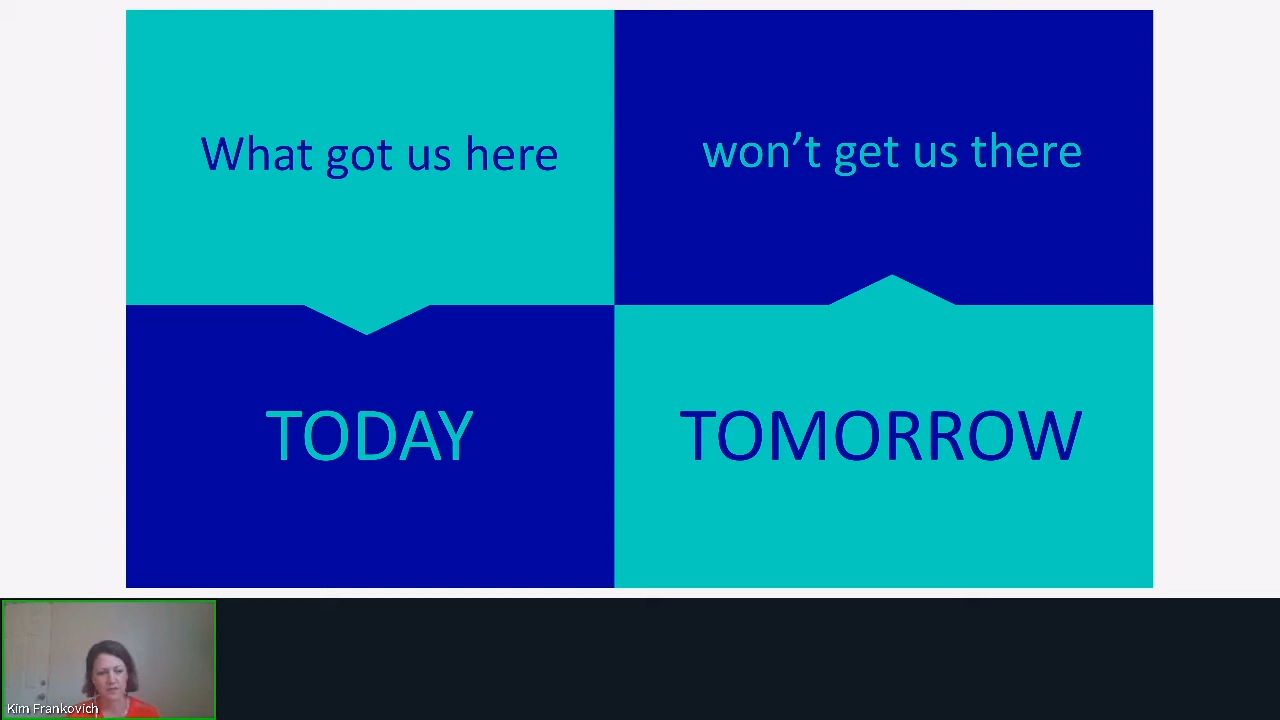 What got us here
won’t get us there
TODAY
TOMORROW
Kim Frankovich